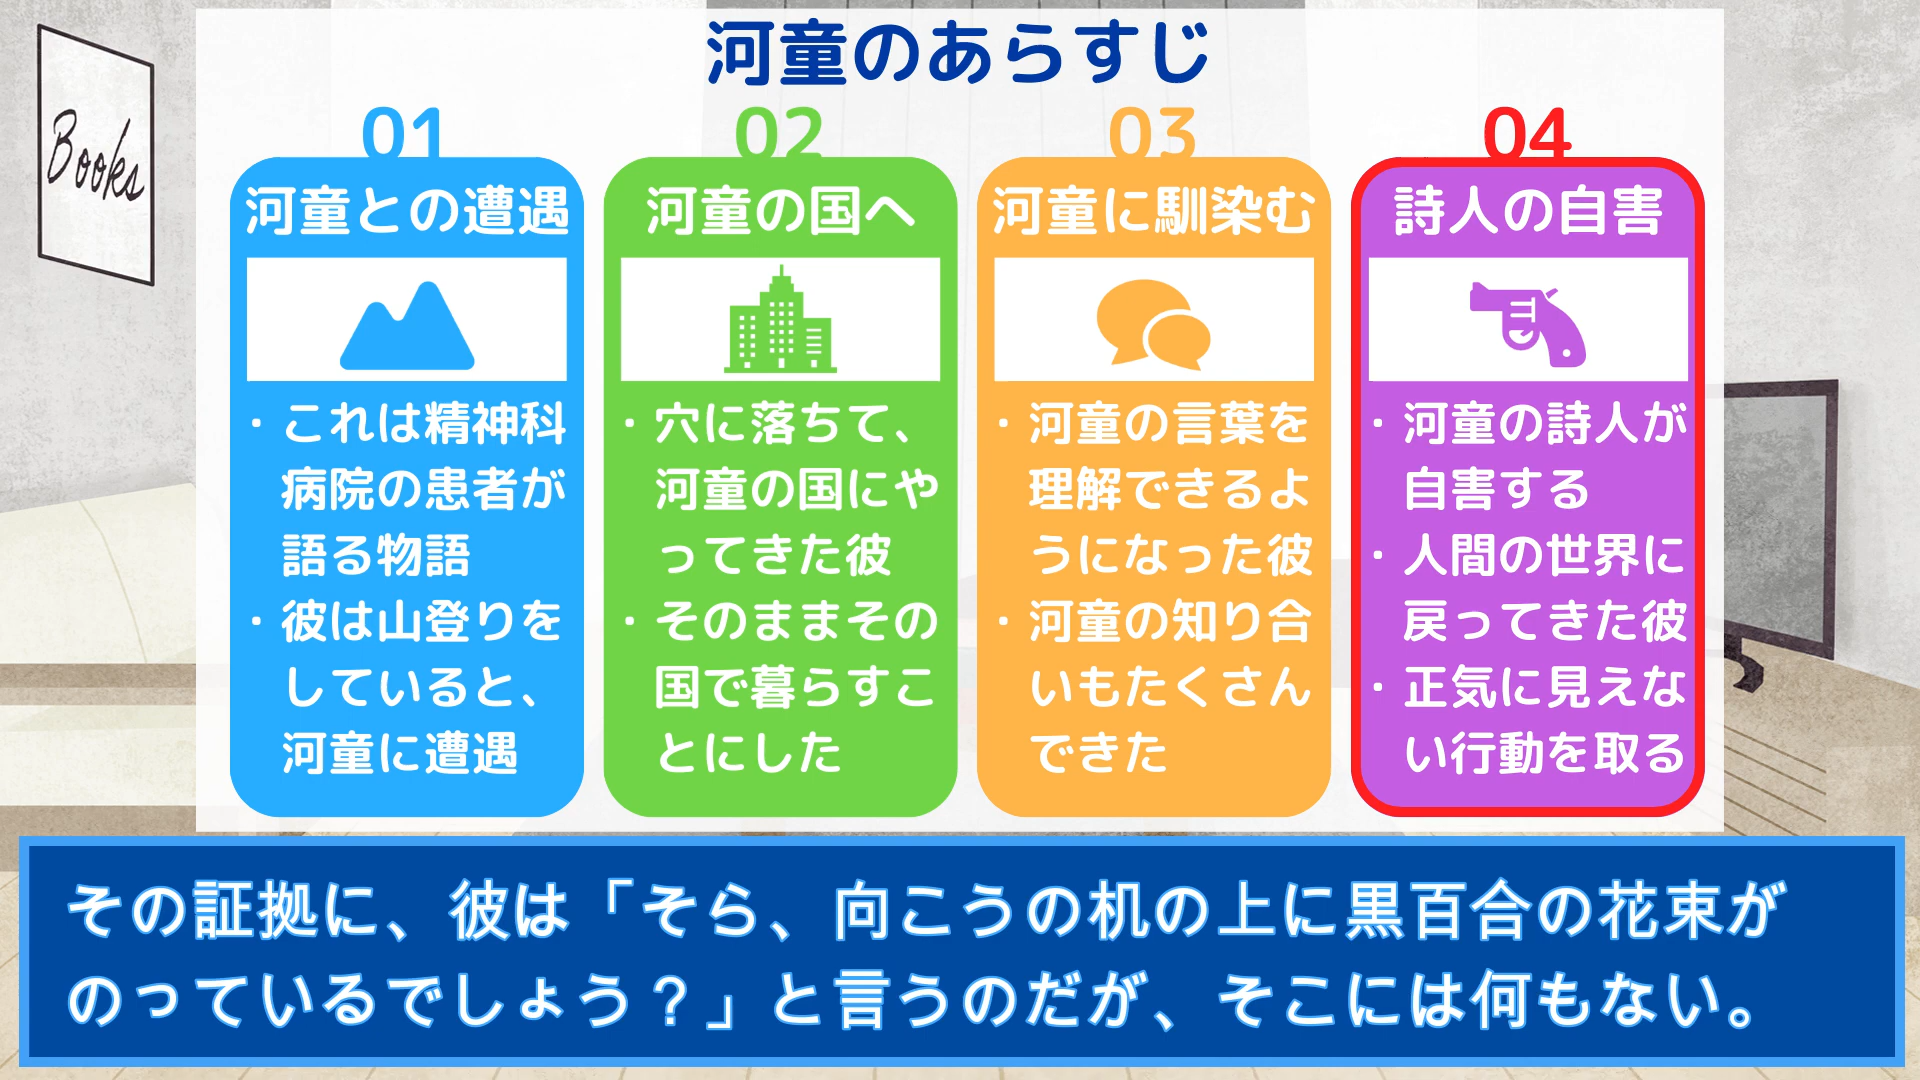 河童のあらすじ
Books
01
河童との遭遇
・これは精神科
病院の患者が
語る物語
・彼は山登りを
していると、
河童に遭遇
02
河童の国へ
・穴に落ちて、
河童の国にや
ってきた彼
・そのままその
国で暮らすこ
とにした
03
河童に馴染む
・河童の言葉を
理解できるよ
うになった彼
・河童の知り合
いもたくさん
できた
04
詩人の自害
・河童の詩人が
自害する
・人間の世界に
戻ってきた彼
・正気に見えな
い行動を取る
その証拠に、彼は「そら、向こうの机の上に黒百合の花束が
のっているでしょう？」と言うのだが、そこには何もない。